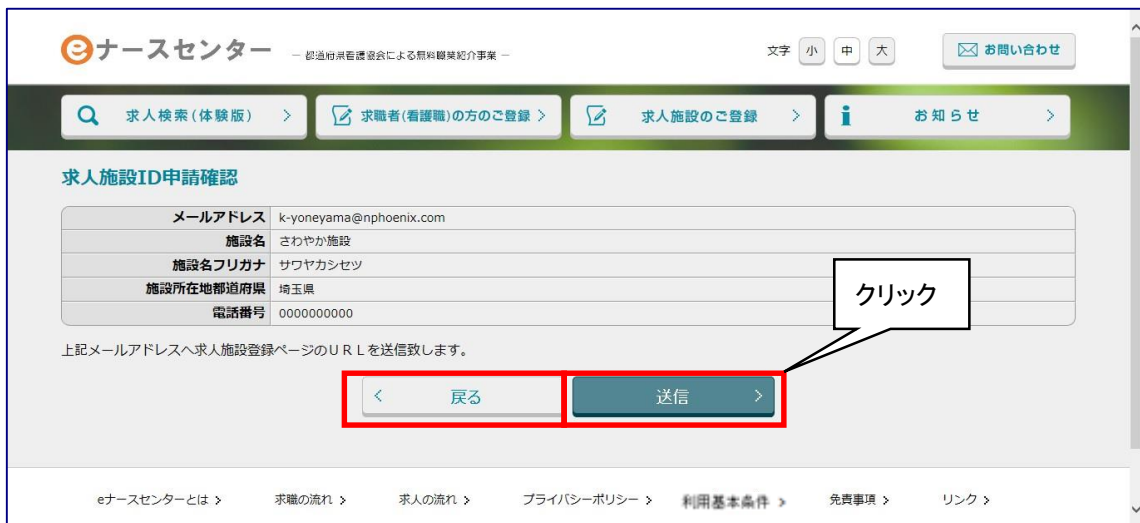 eナースセンター － 都道府県看護協会による無料職業紹介事業 －
文字 小 中 大
お問い合わせ
求人検索(体験版)
求職者(看護職)の方のご登録
求人施設のご登録
お知らせ
求人施設ID申請確認
メールアドレス k-yoneyama@nphoenix.com
施設名 さわやか施設
施設名フリガナ サワヤカシセツ
施設所在地都道府県 埼玉県
電話番号 0000000000
クリック
上記メールアドレスへ求人施設登録ページのＵＲＬを送信致します。
戻る
送信
eナースセンターとは
求職の流れ
求人の流れ
プライバシーポリシー
利用基本条件
免責事項
リンク